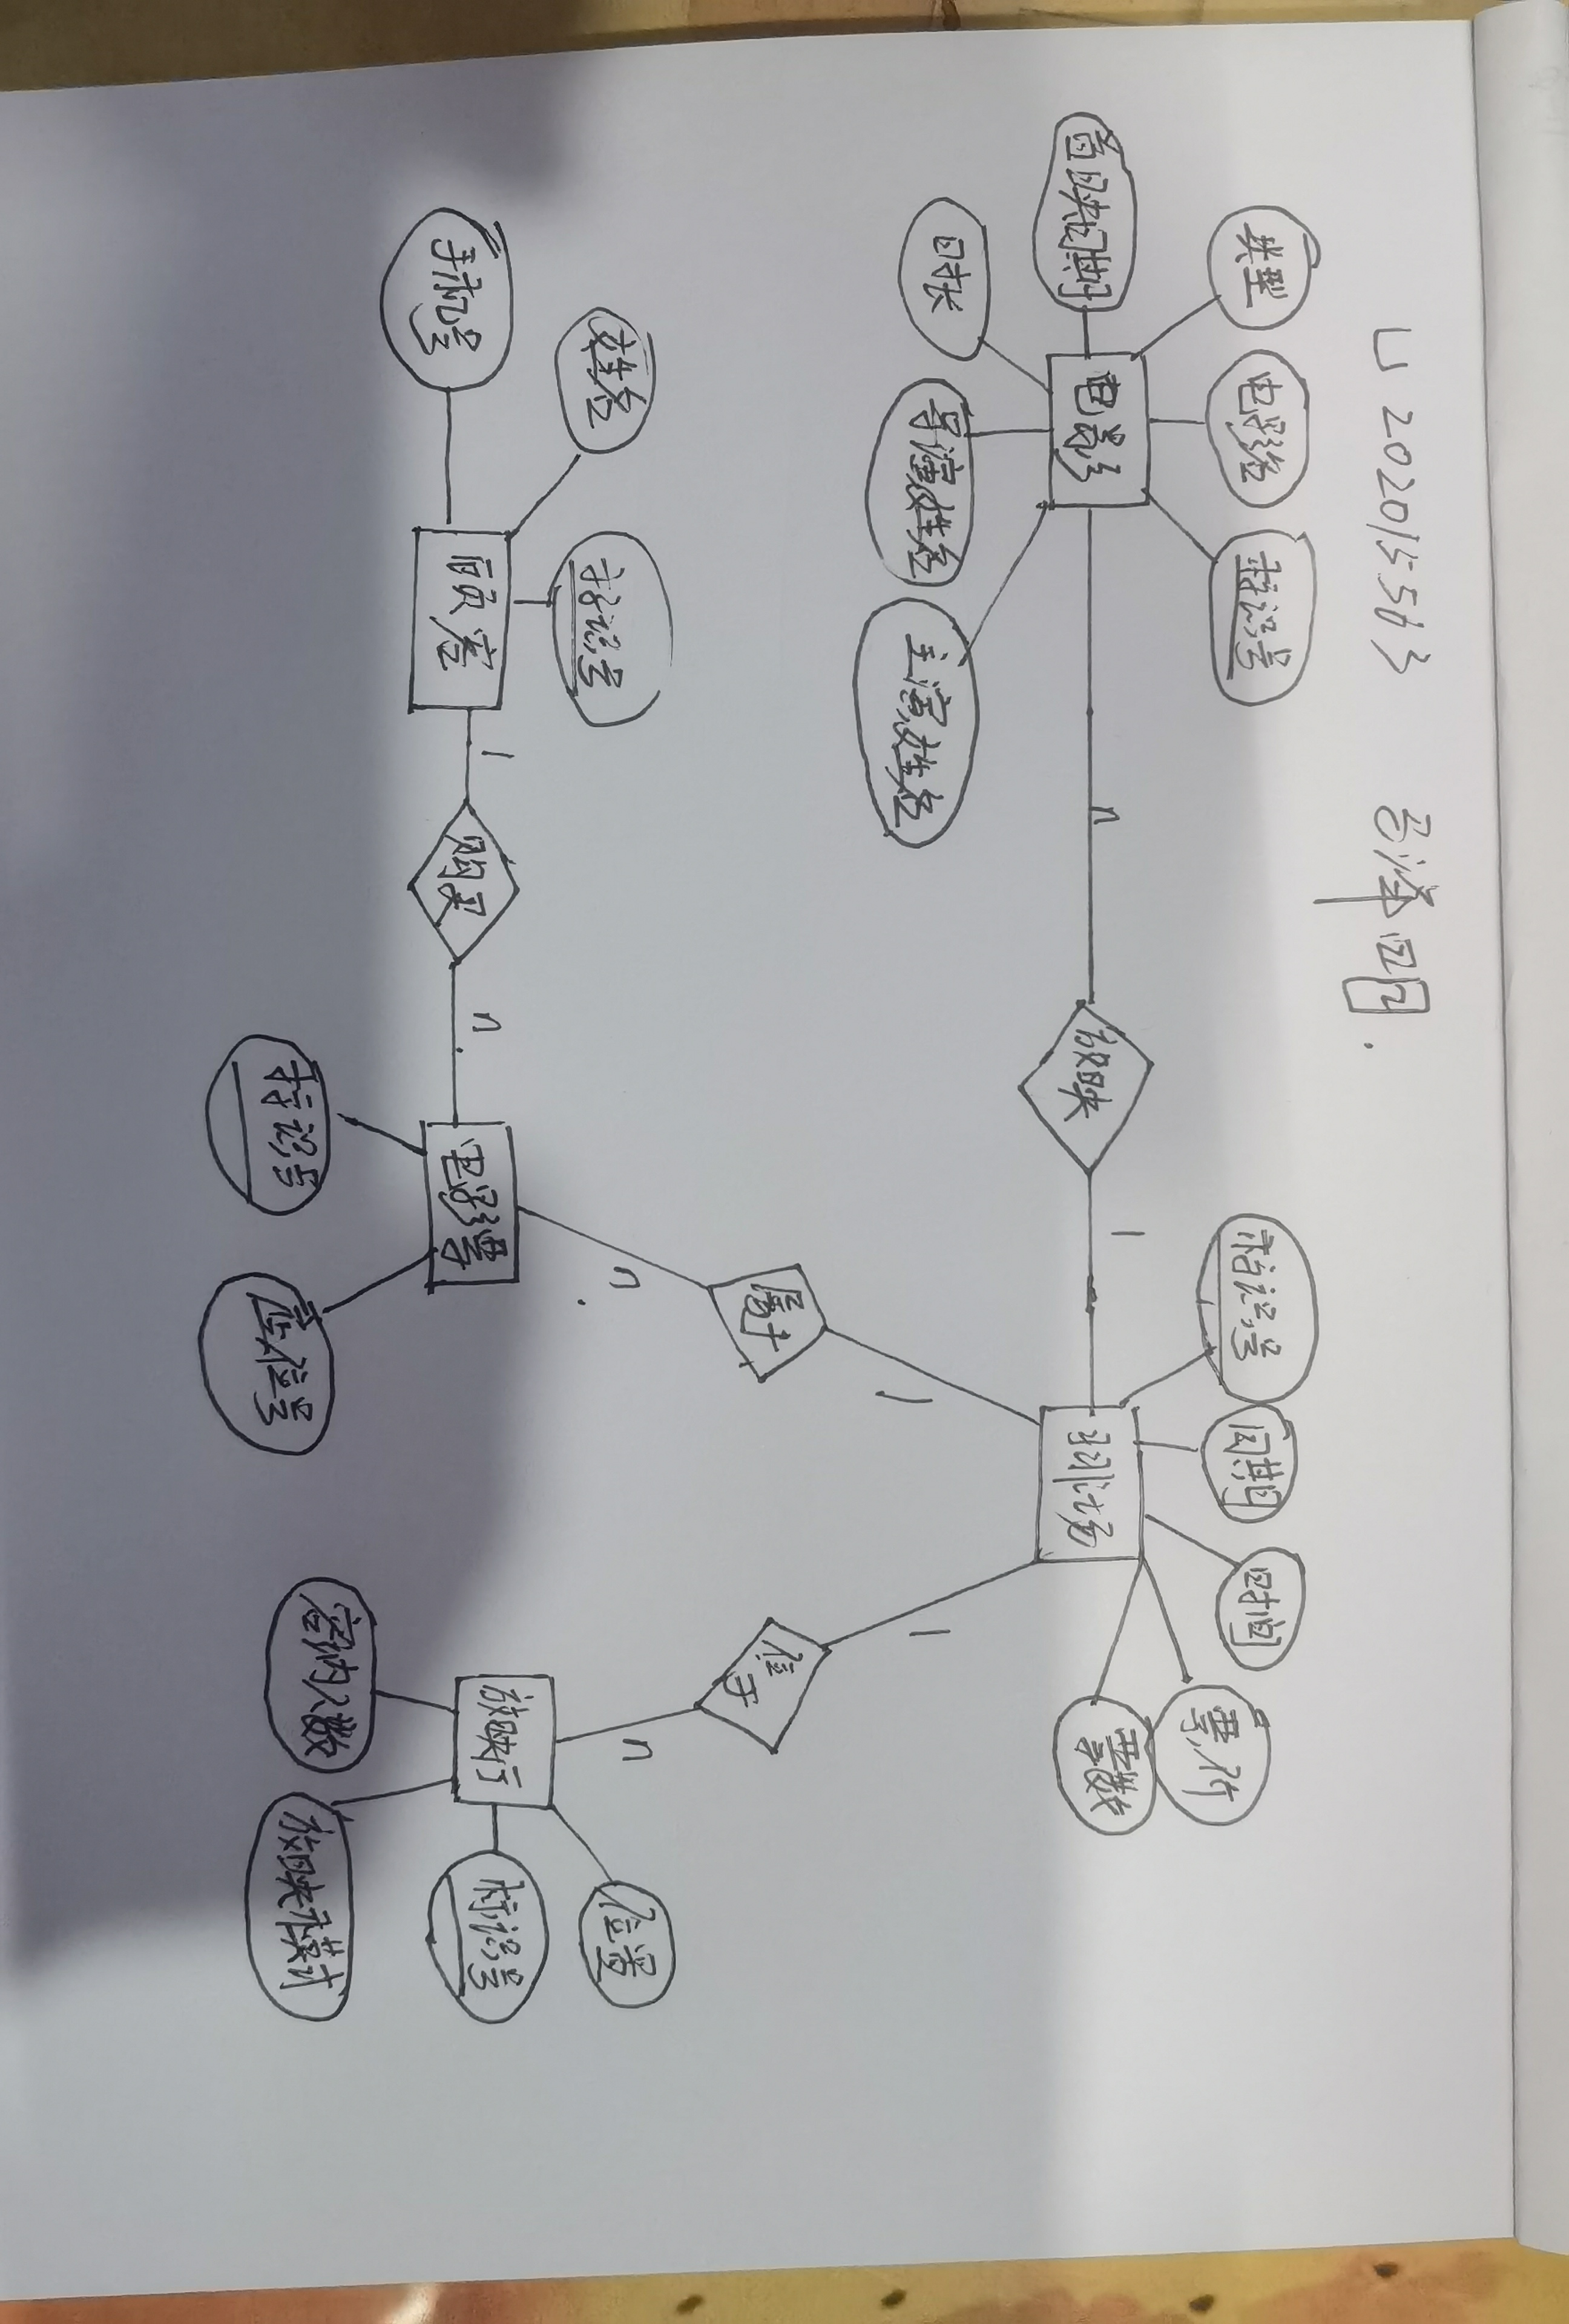 U202015563 马泽明.
类型 电影名 标识号
标识号 日期 时间 票价
首映日期 电影 n 放映 1 排场 票数
时长 导演姓名 主演姓名
1 1
属于 位于
姓名 标识号 n. n 位置
手机号 顾客 1 购买 n. 电影票 放映厅 标识号
标识号 座位号 容纳人数 放映模式